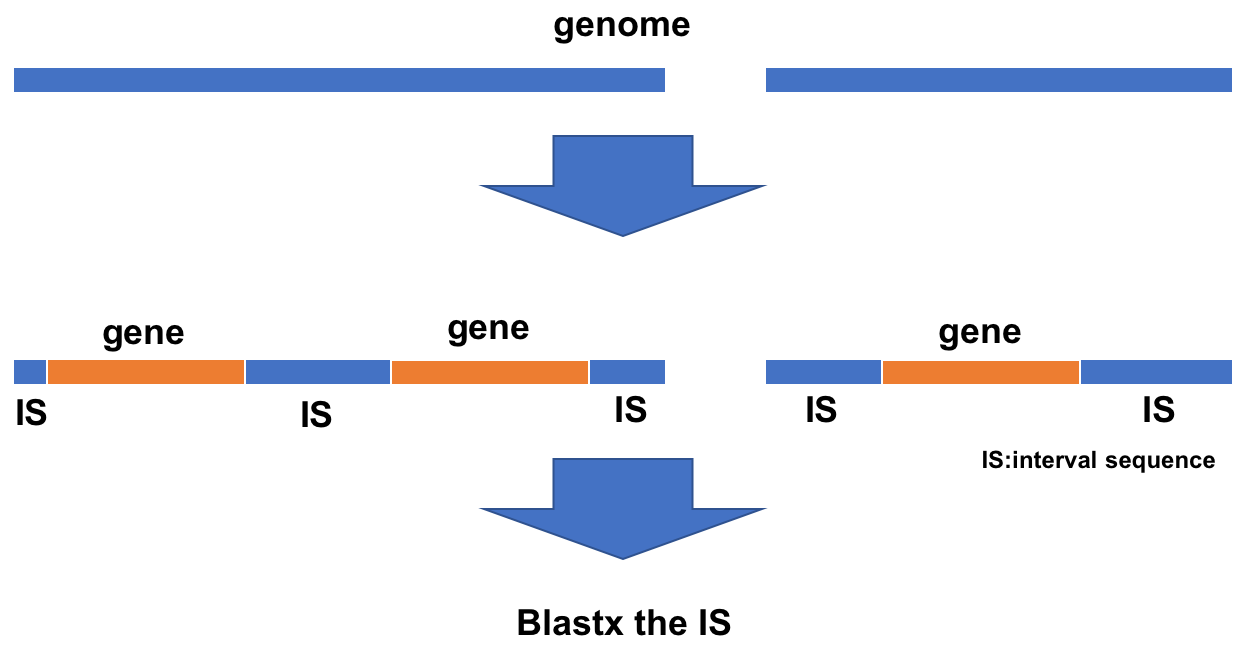 genome
gene
gene
gene
IS
IS
IS
IS
IS
IS:interval sequence
Blastx the IS